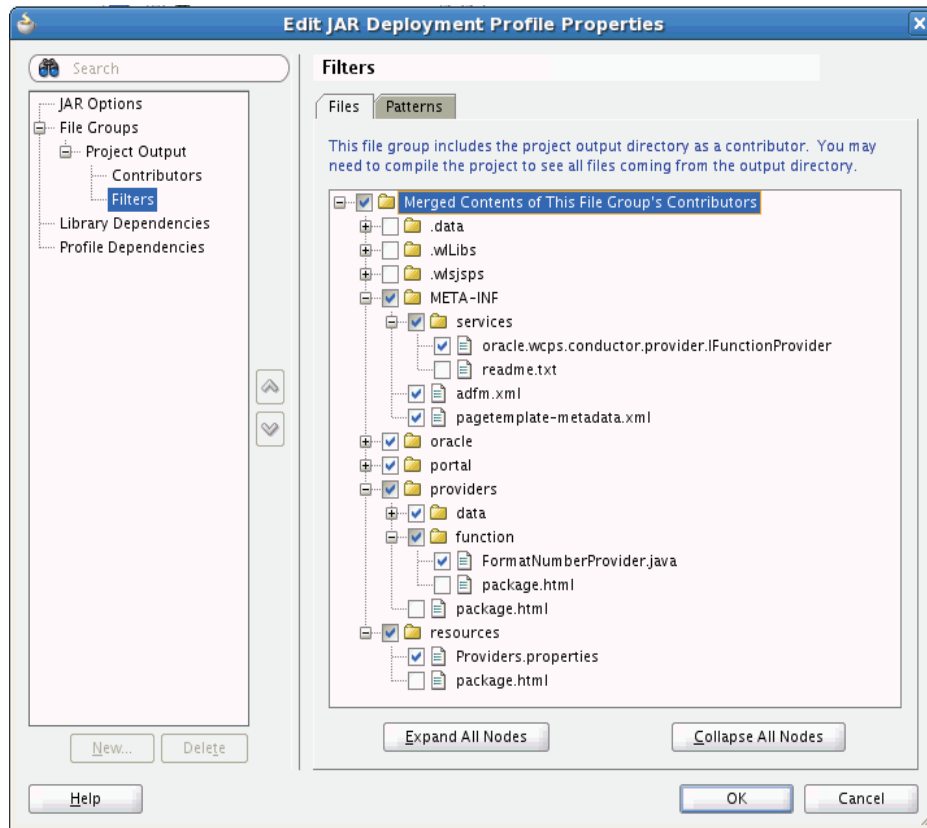 Edit JAR Deployment Profile Properties
Search
JAR Options
File Groups
Project Output
Contributors
Filters
Library Dependencies
Profile Dependencies
New...
Delete
Filters
Files
Patterns
This file group includes the project output directory as a contributor. You may
need to compile the project to see all files coming from the output directory.
Merged Contents of This File Group's Contributors
.data
.wlLibs
.wlsjsps
META-INF
services
oracle.wcps.conductor.provider.IFunctionProvider
readme.txt
adfm.xml
pagetemplate-metadata.xml
oracle
portal
providers
data
function
FormatNumberProvider.java
package.html
package.html
resources
Providers.properties
package.html
Expand All Nodes
Collapse All Nodes
Help
OK
Cancel